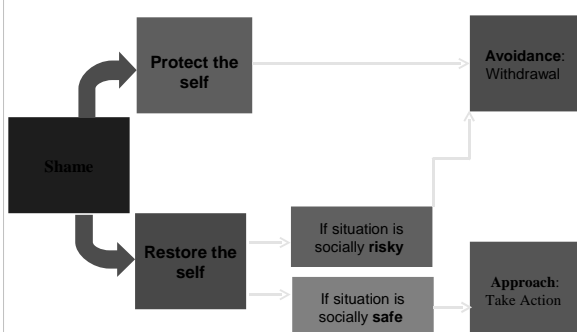 Protect the
self
Avoidance:
Withdrawal
Shame
Restore the
self
If situation is
socially risky
If situation is
socially safe
Approach:
Take Action